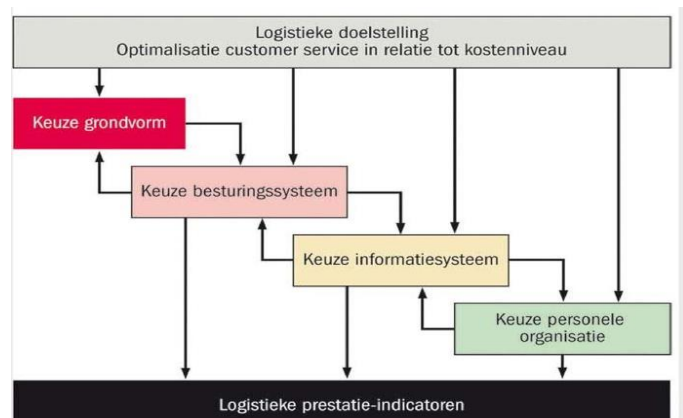 Logistieke doelstelling
Optimalisatie customer service in relatie tot kostenniveau
Keuze grondvorm
Keuze besturingssysteem
Keuze informatiesysteem
Keuze personele
organisatie
Logistieke prestatie-indicatoren